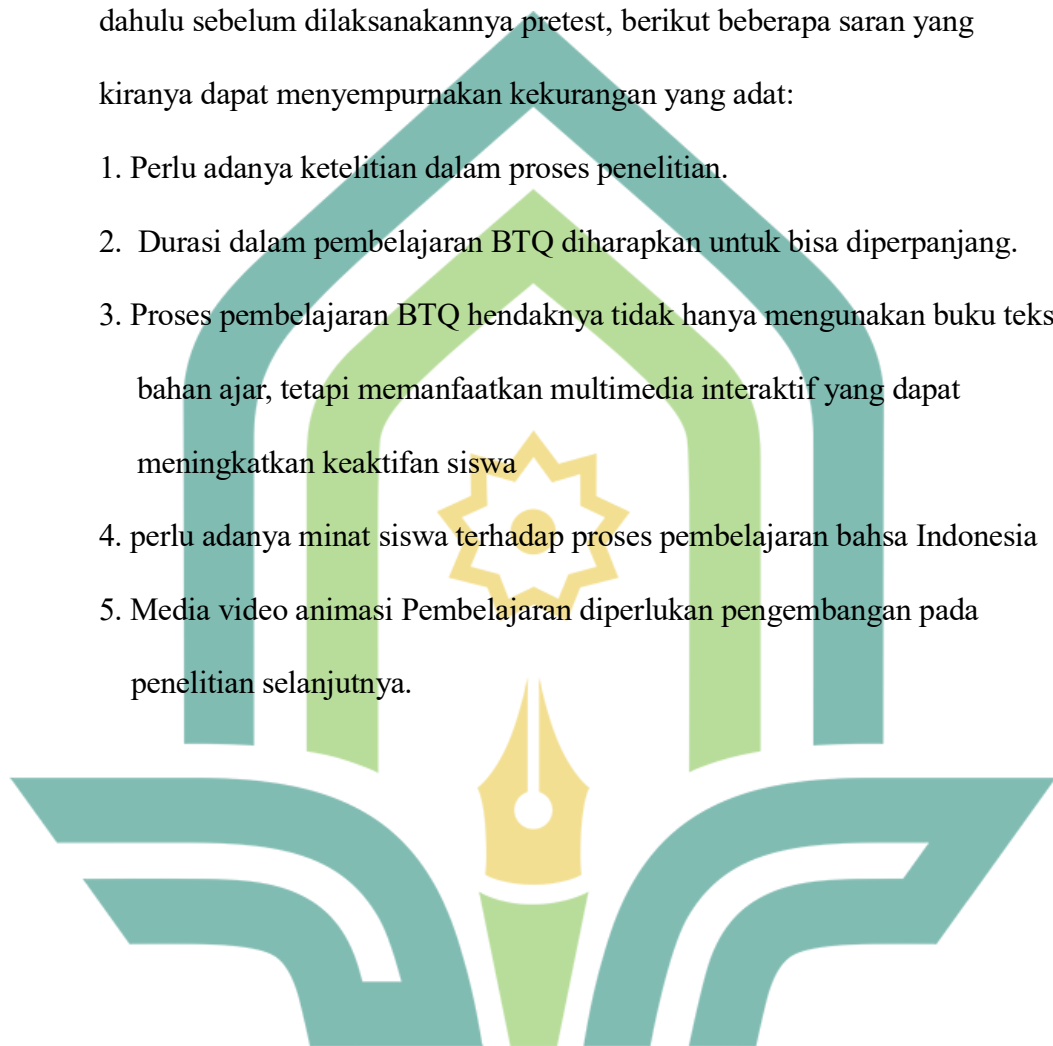 dahulu sebelum dilaksanakannya pretest, berikut beberapa saran yang
kiranya dapat menyempurnakan kekurangan yang adat:
1. Perlu adanya ketelitian dalam proses penelitian.
2. Durasi dalam pembelajaran BTQ diharapkan untuk bisa diperpanjang.
3. Proses pembelajaran BTQ hendaknya tidak hanya mengunakan buku teks
bahan ajar, tetapi memanfaatkan multimedia interaktif yang dapat
meningkatkan keaktifan siswa
4. perlu adanya minat siswa terhadap proses pembelajaran bahsa Indonesia
5. Media video animasi Pembelajaran diperlukan pengembangan pada
penelitian selanjutnya.